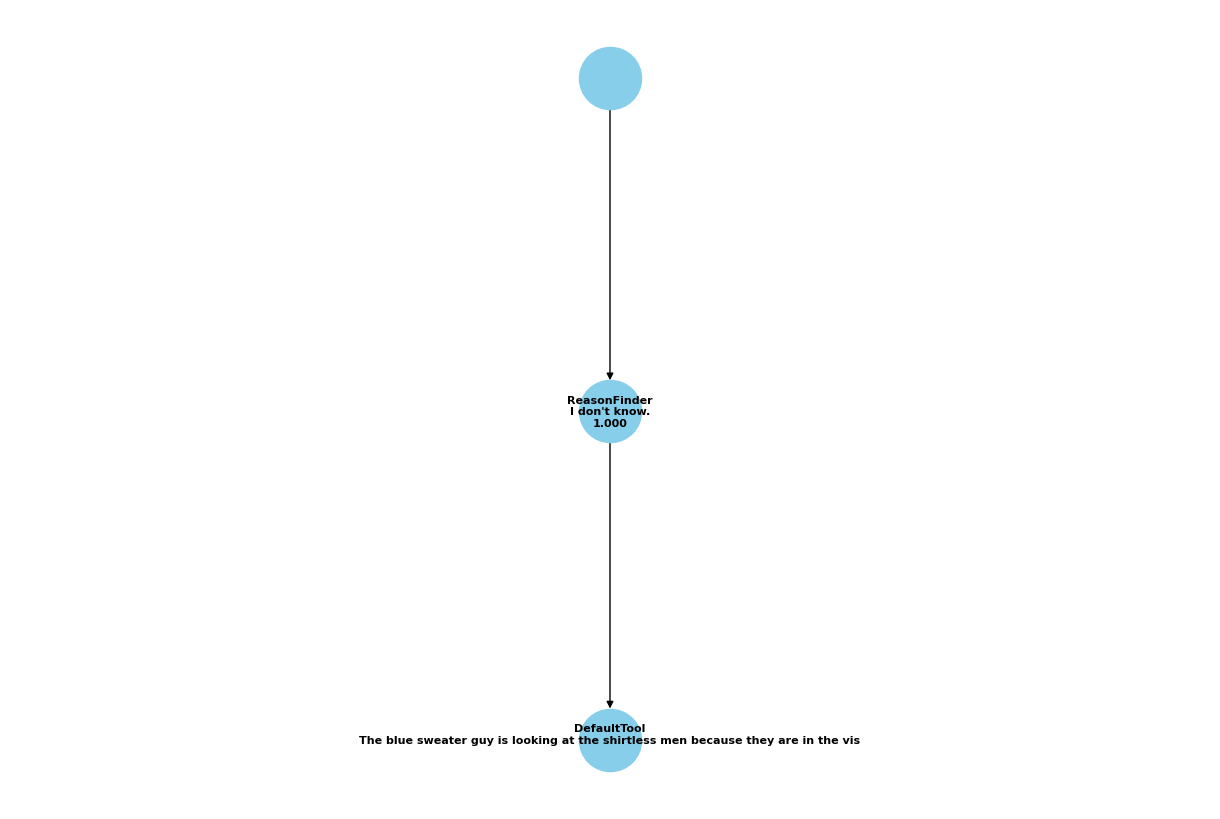 ReasonFinder
I don't know.
1.000
DefaultTool
The blue sweater guy is looking at the shirtless men because they are in the vis